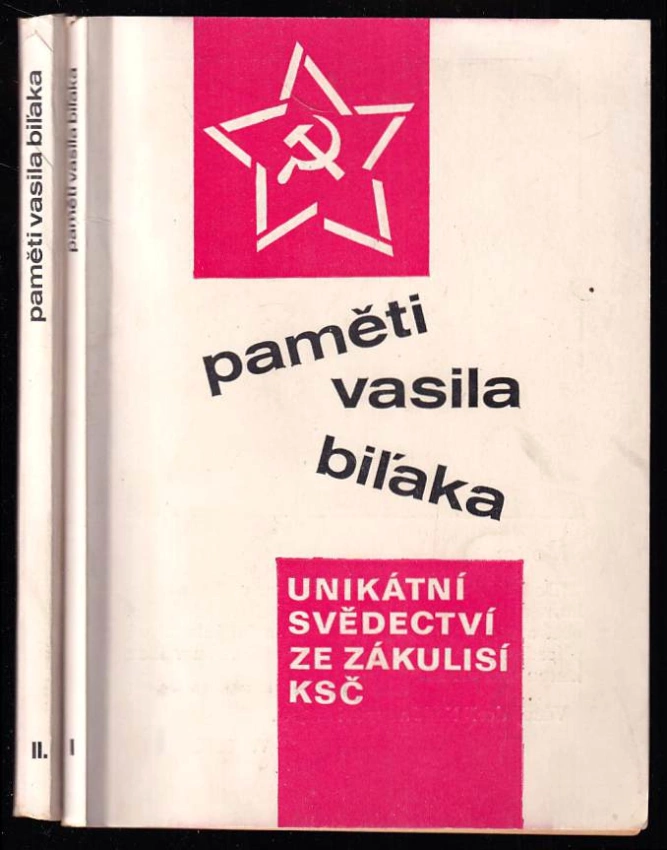 paměti vasila biľaka
II.
paměti vasila biľaka
I
paměti
vasila
biľaka
UNIKÁTNÍ
SVĚDECTVÍ
ZE ZÁKULISÍ
KSČ